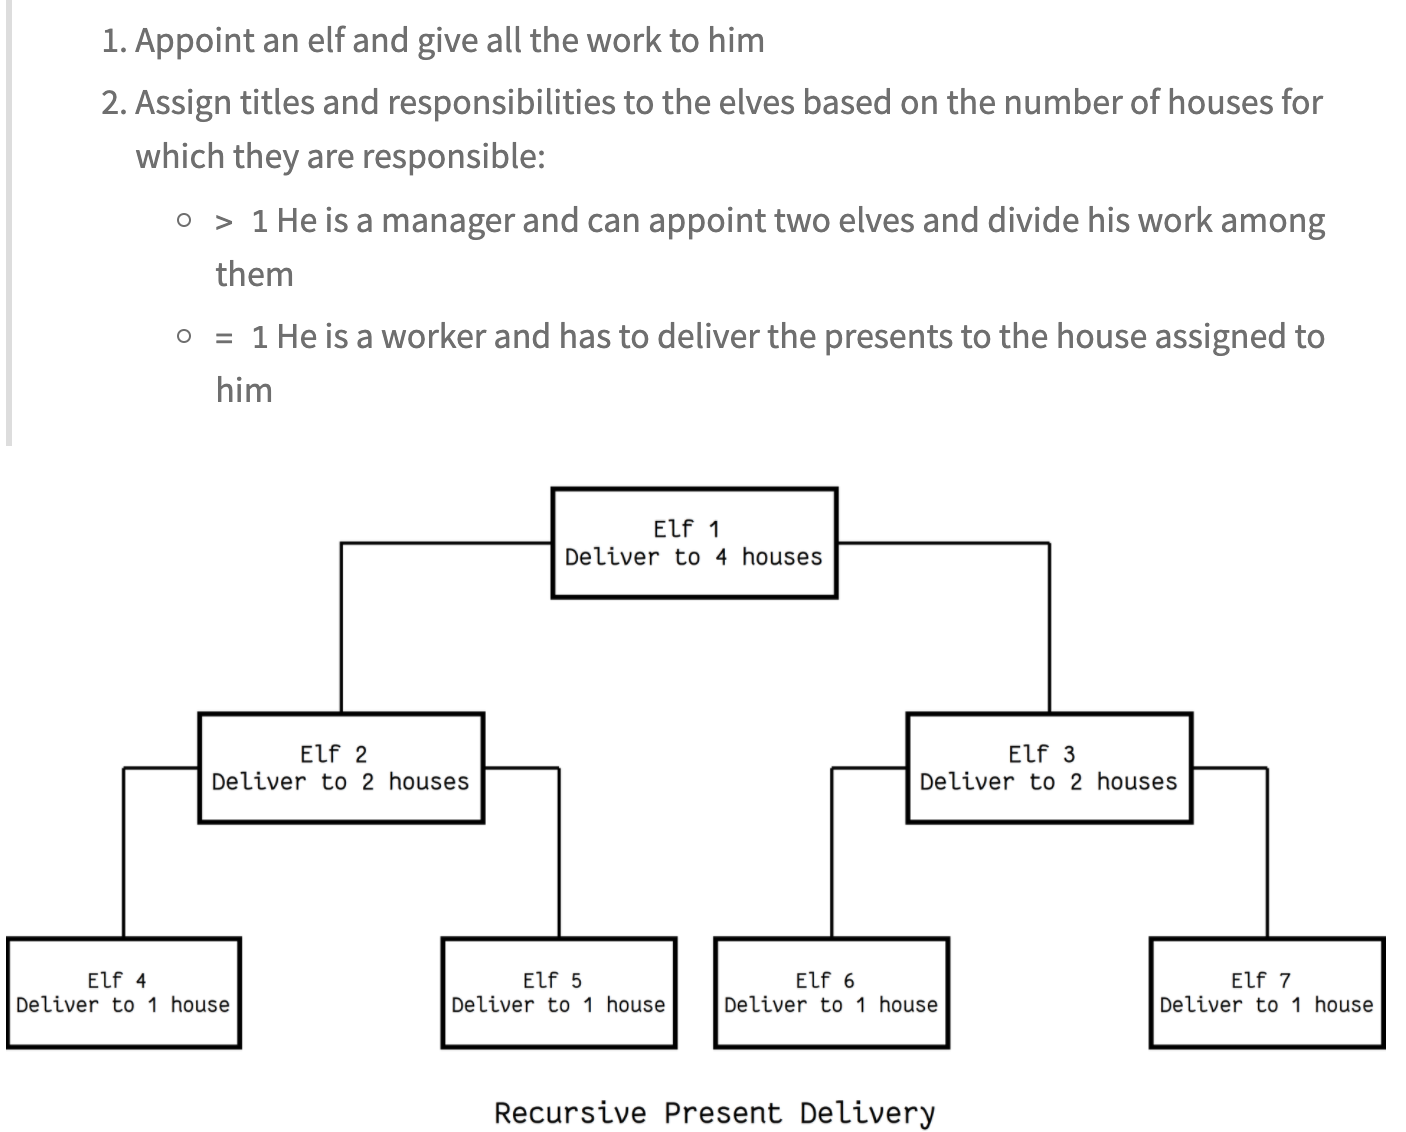 1. Appoint an elf and give all the work to him
2. Assign titles and responsibilities to the elves based on the number of houses for
which they are responsible:
○ > 1 He is a manager and can appoint two elves and divide his work among
them
○ = 1 He is a worker and has to deliver the presents to the house assigned to
him
Elf 1
Deliver to 4 houses
Elf 2
Deliver to 2 houses
Elf 3
Deliver to 2 houses
Elf 4
Deliver to 1 house
Elf 5
Deliver to 1 house
Elf 6
Deliver to 1 house
Elf 7
Deliver to 1 house
Recursive Present Delivery